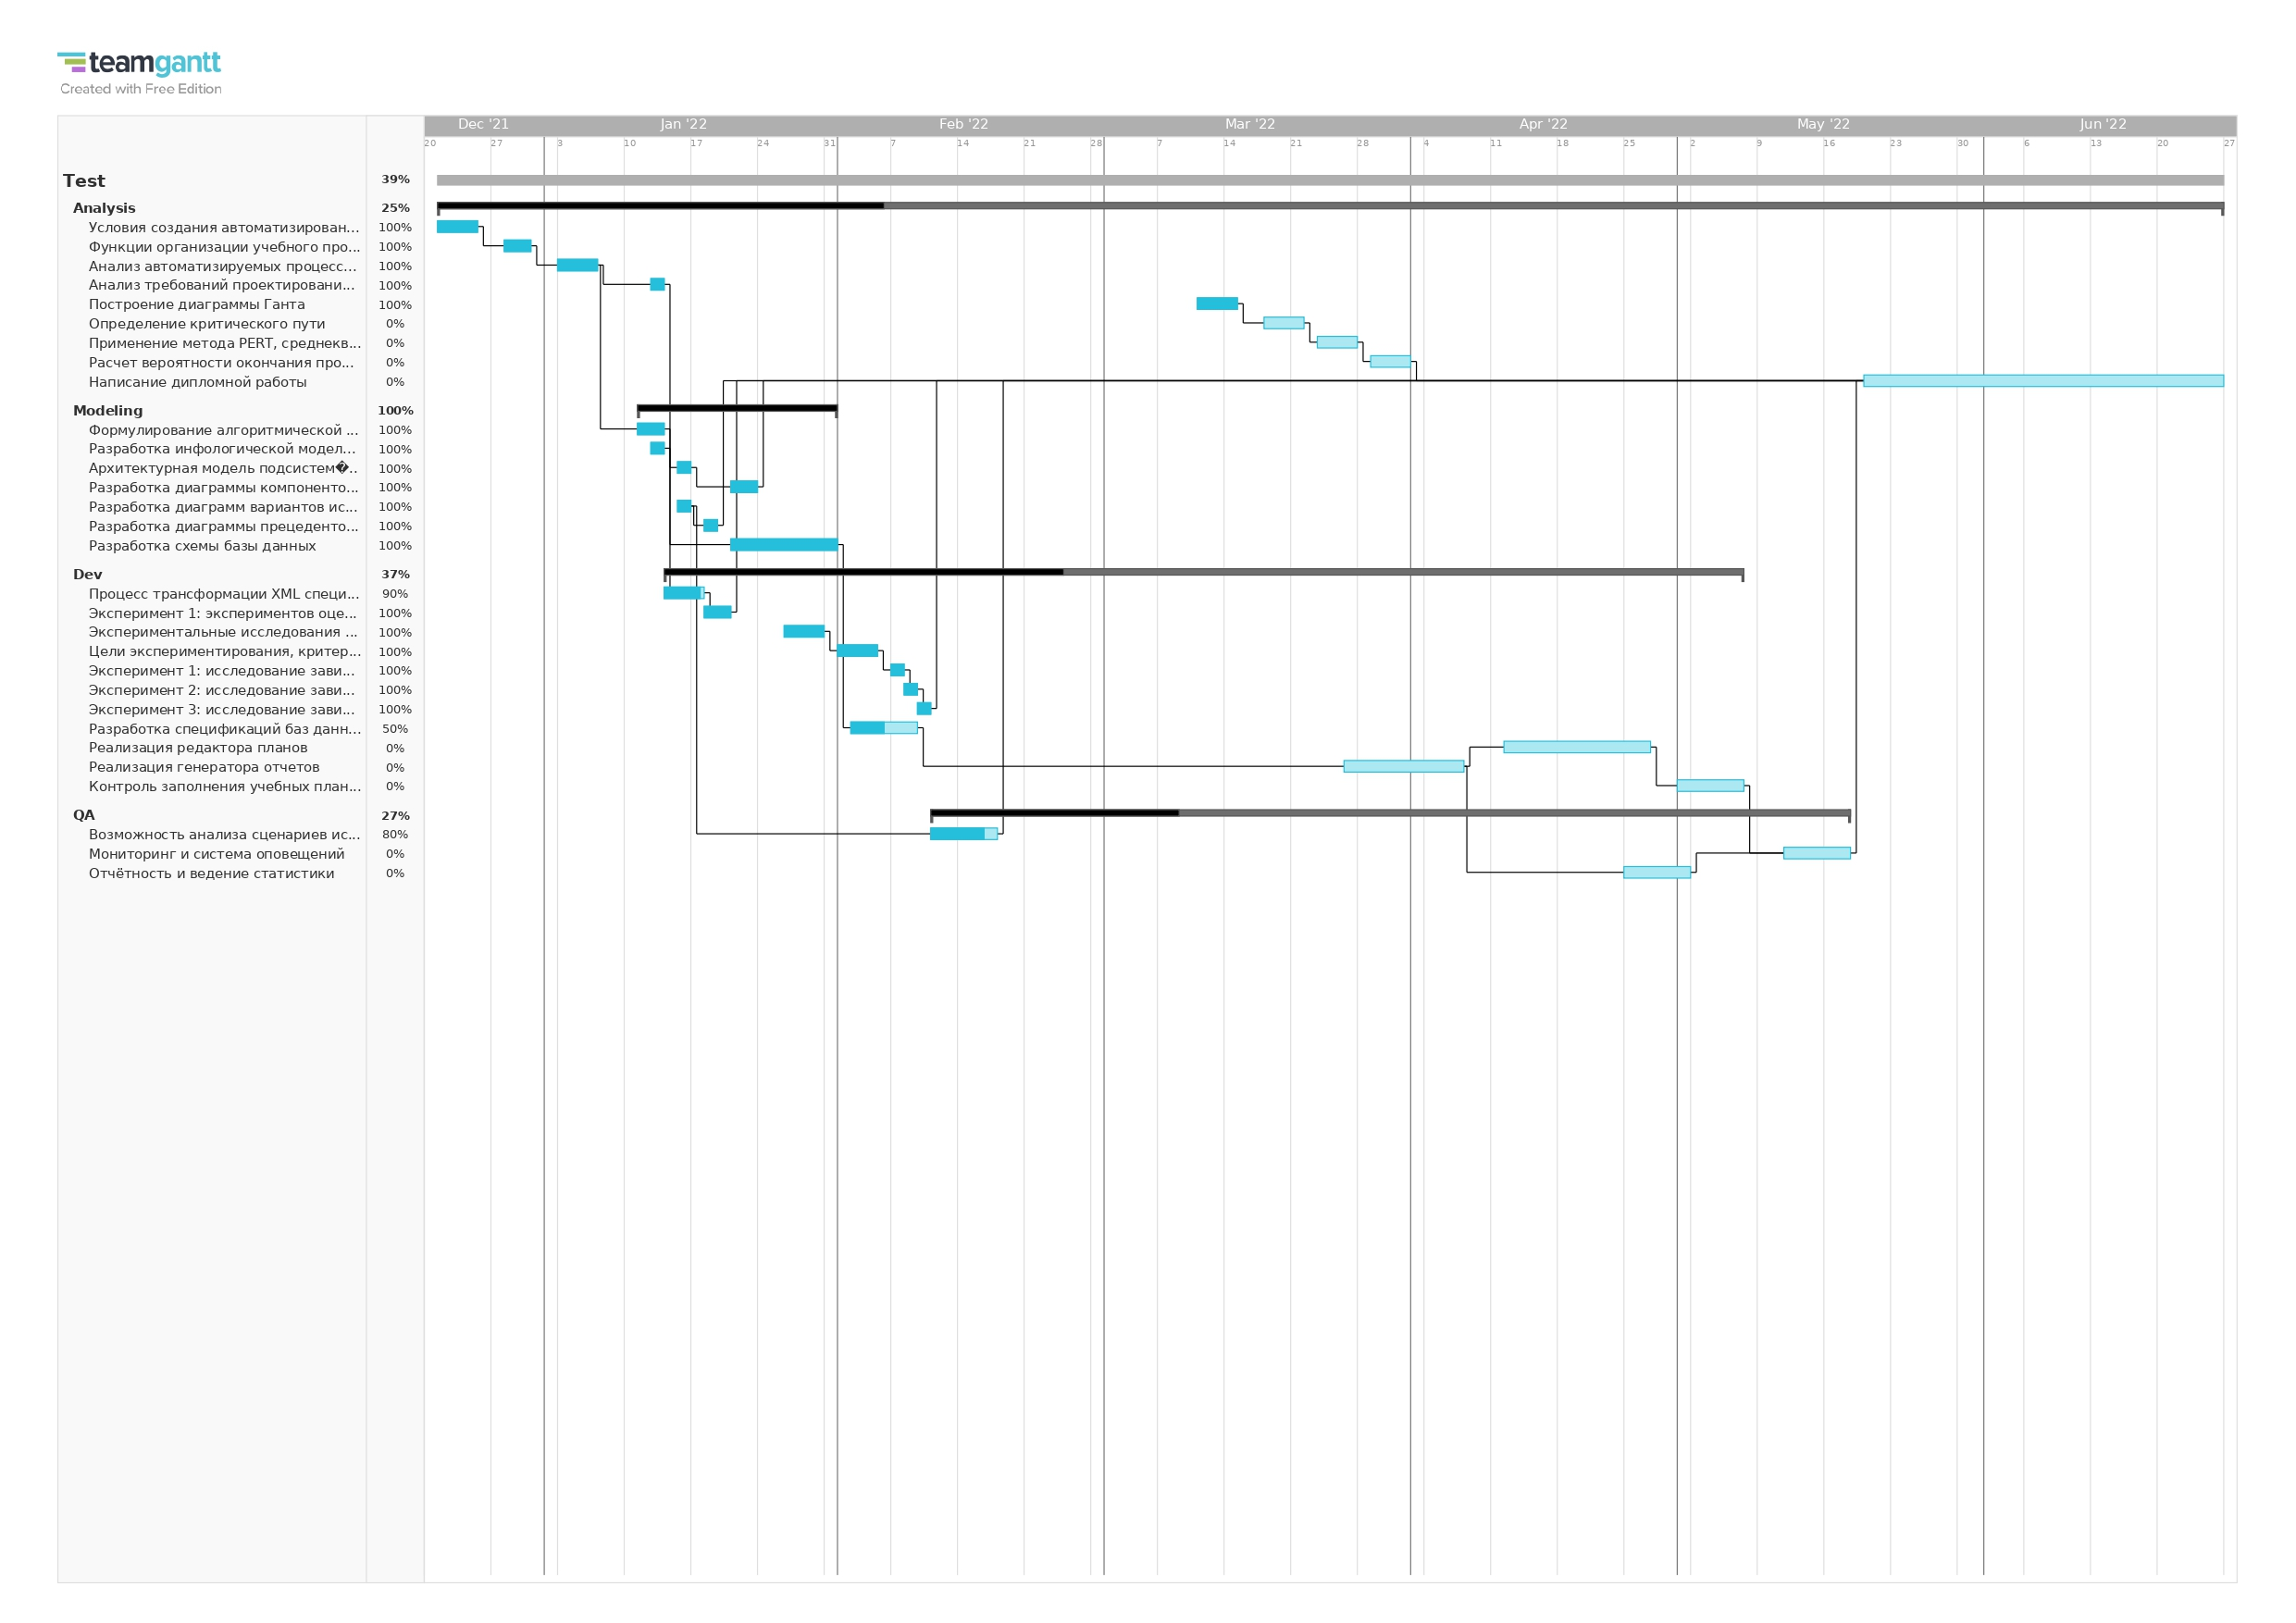 teamgantt
Created with Free Edition
Dec '21 Jan '22 Feb '22 Mar '22 Apr '22 May '22 Jun '22
20 27 3 10 17 24 31 7 14 21 28 7 14 21 28 4 11 18 25 2 9 16 23 30 6 13 20 27
Test 39%
Analysis 25%
Условия создания автоматизирован... 100%
Функции организации учебного про... 100%
Анализ автоматизируемых процесс... 100%
Анализ требований проектировани... 100%
Построение диаграммы Ганта 100%
Определение критического пути 0%
Применение метода PERT, среднекв... 0%
Расчет вероятности окончания про... 0%
Написание дипломной работы 0%
Modeling 100%
Формулирование алгоритмической ... 100%
Разработка инфологической модел... 100%
Архитектурная модель подсистем�.. 100%
Разработка диаграммы компоненто... 100%
Разработка диаграмм вариантов ис... 100%
Разработка диаграммы прецеденто... 100%
Разработка схемы базы данных 100%
Dev 37%
Процесс трансформации XML специ... 90%
Эксперимент 1: экспериментов оце... 100%
Экспериментальные исследования ... 100%
Цели экспериментирования, критер... 100%
Эксперимент 1: исследование зави... 100%
Эксперимент 2: исследование зави... 100%
Эксперимент 3: исследование зави... 100%
Разработка спецификаций баз данн... 50%
Реализация редактора планов 0%
Реализация генератора отчетов 0%
Контроль заполнения учебных план... 0%
QA 27%
Возможность анализа сценариев ис... 80%
Мониторинг и система оповещений 0%
Отчётность и ведение статистики 0%